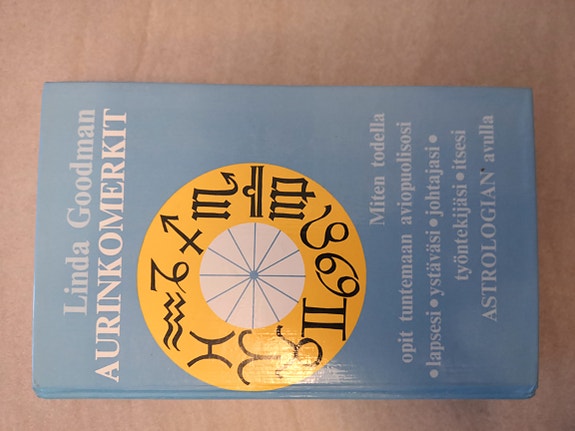 Linda Goodman
AURINKOMERKIT
Miten todella
opit tuntemaan aviopuolisosi
•lapsesi•ystäväsi•johtajasi•
työntekijäsi•itsesi
ASTROLOGIAN avulla